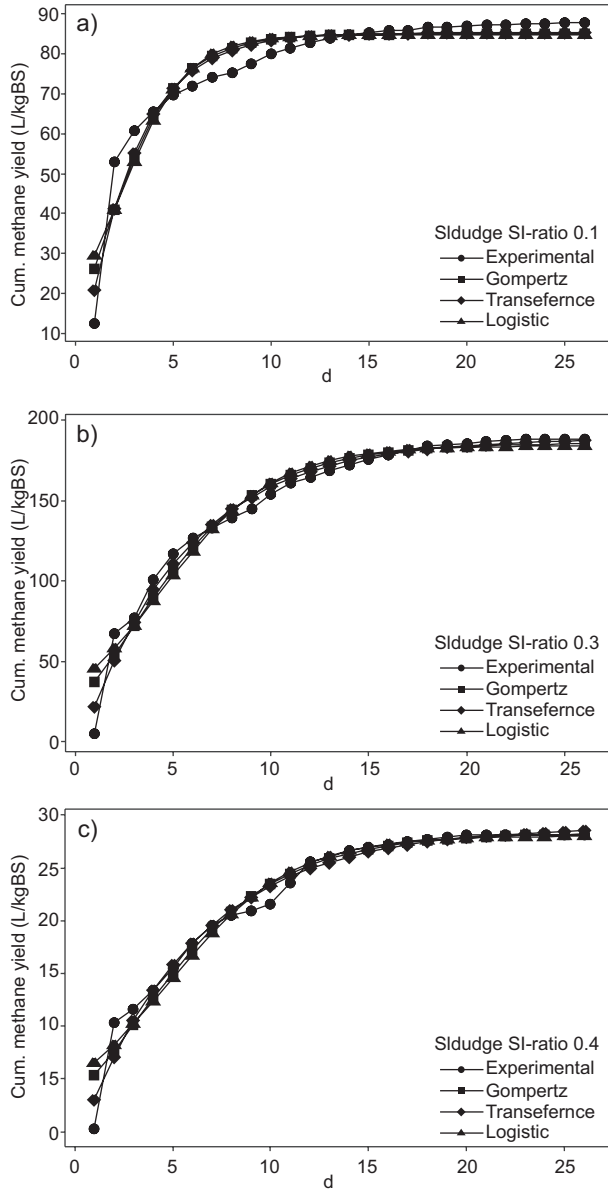 a)
Cum. methane yield (L/kgBS)
90
80
70
60
50
40
30
20
10
Sldudge SI-ratio 0.1
Experimental
Gompertz
Transefernce
Logistic
0 5 10 15 20 25
d
b)
Cum. methane yield (L/kgBS)
200
150
100
50
0
Sldudge SI-ratio 0.3
Experimental
Gompertz
Transefernce
Logistic
0 5 10 15 20 25
d
c)
Cum. methane yield (L/kgBS)
30
25
20
15
10
15
0
Sldudge SI-ratio 0.4
Experimental
Gompertz
Transefernce
Logistic
0 5 10 15 20 25
d